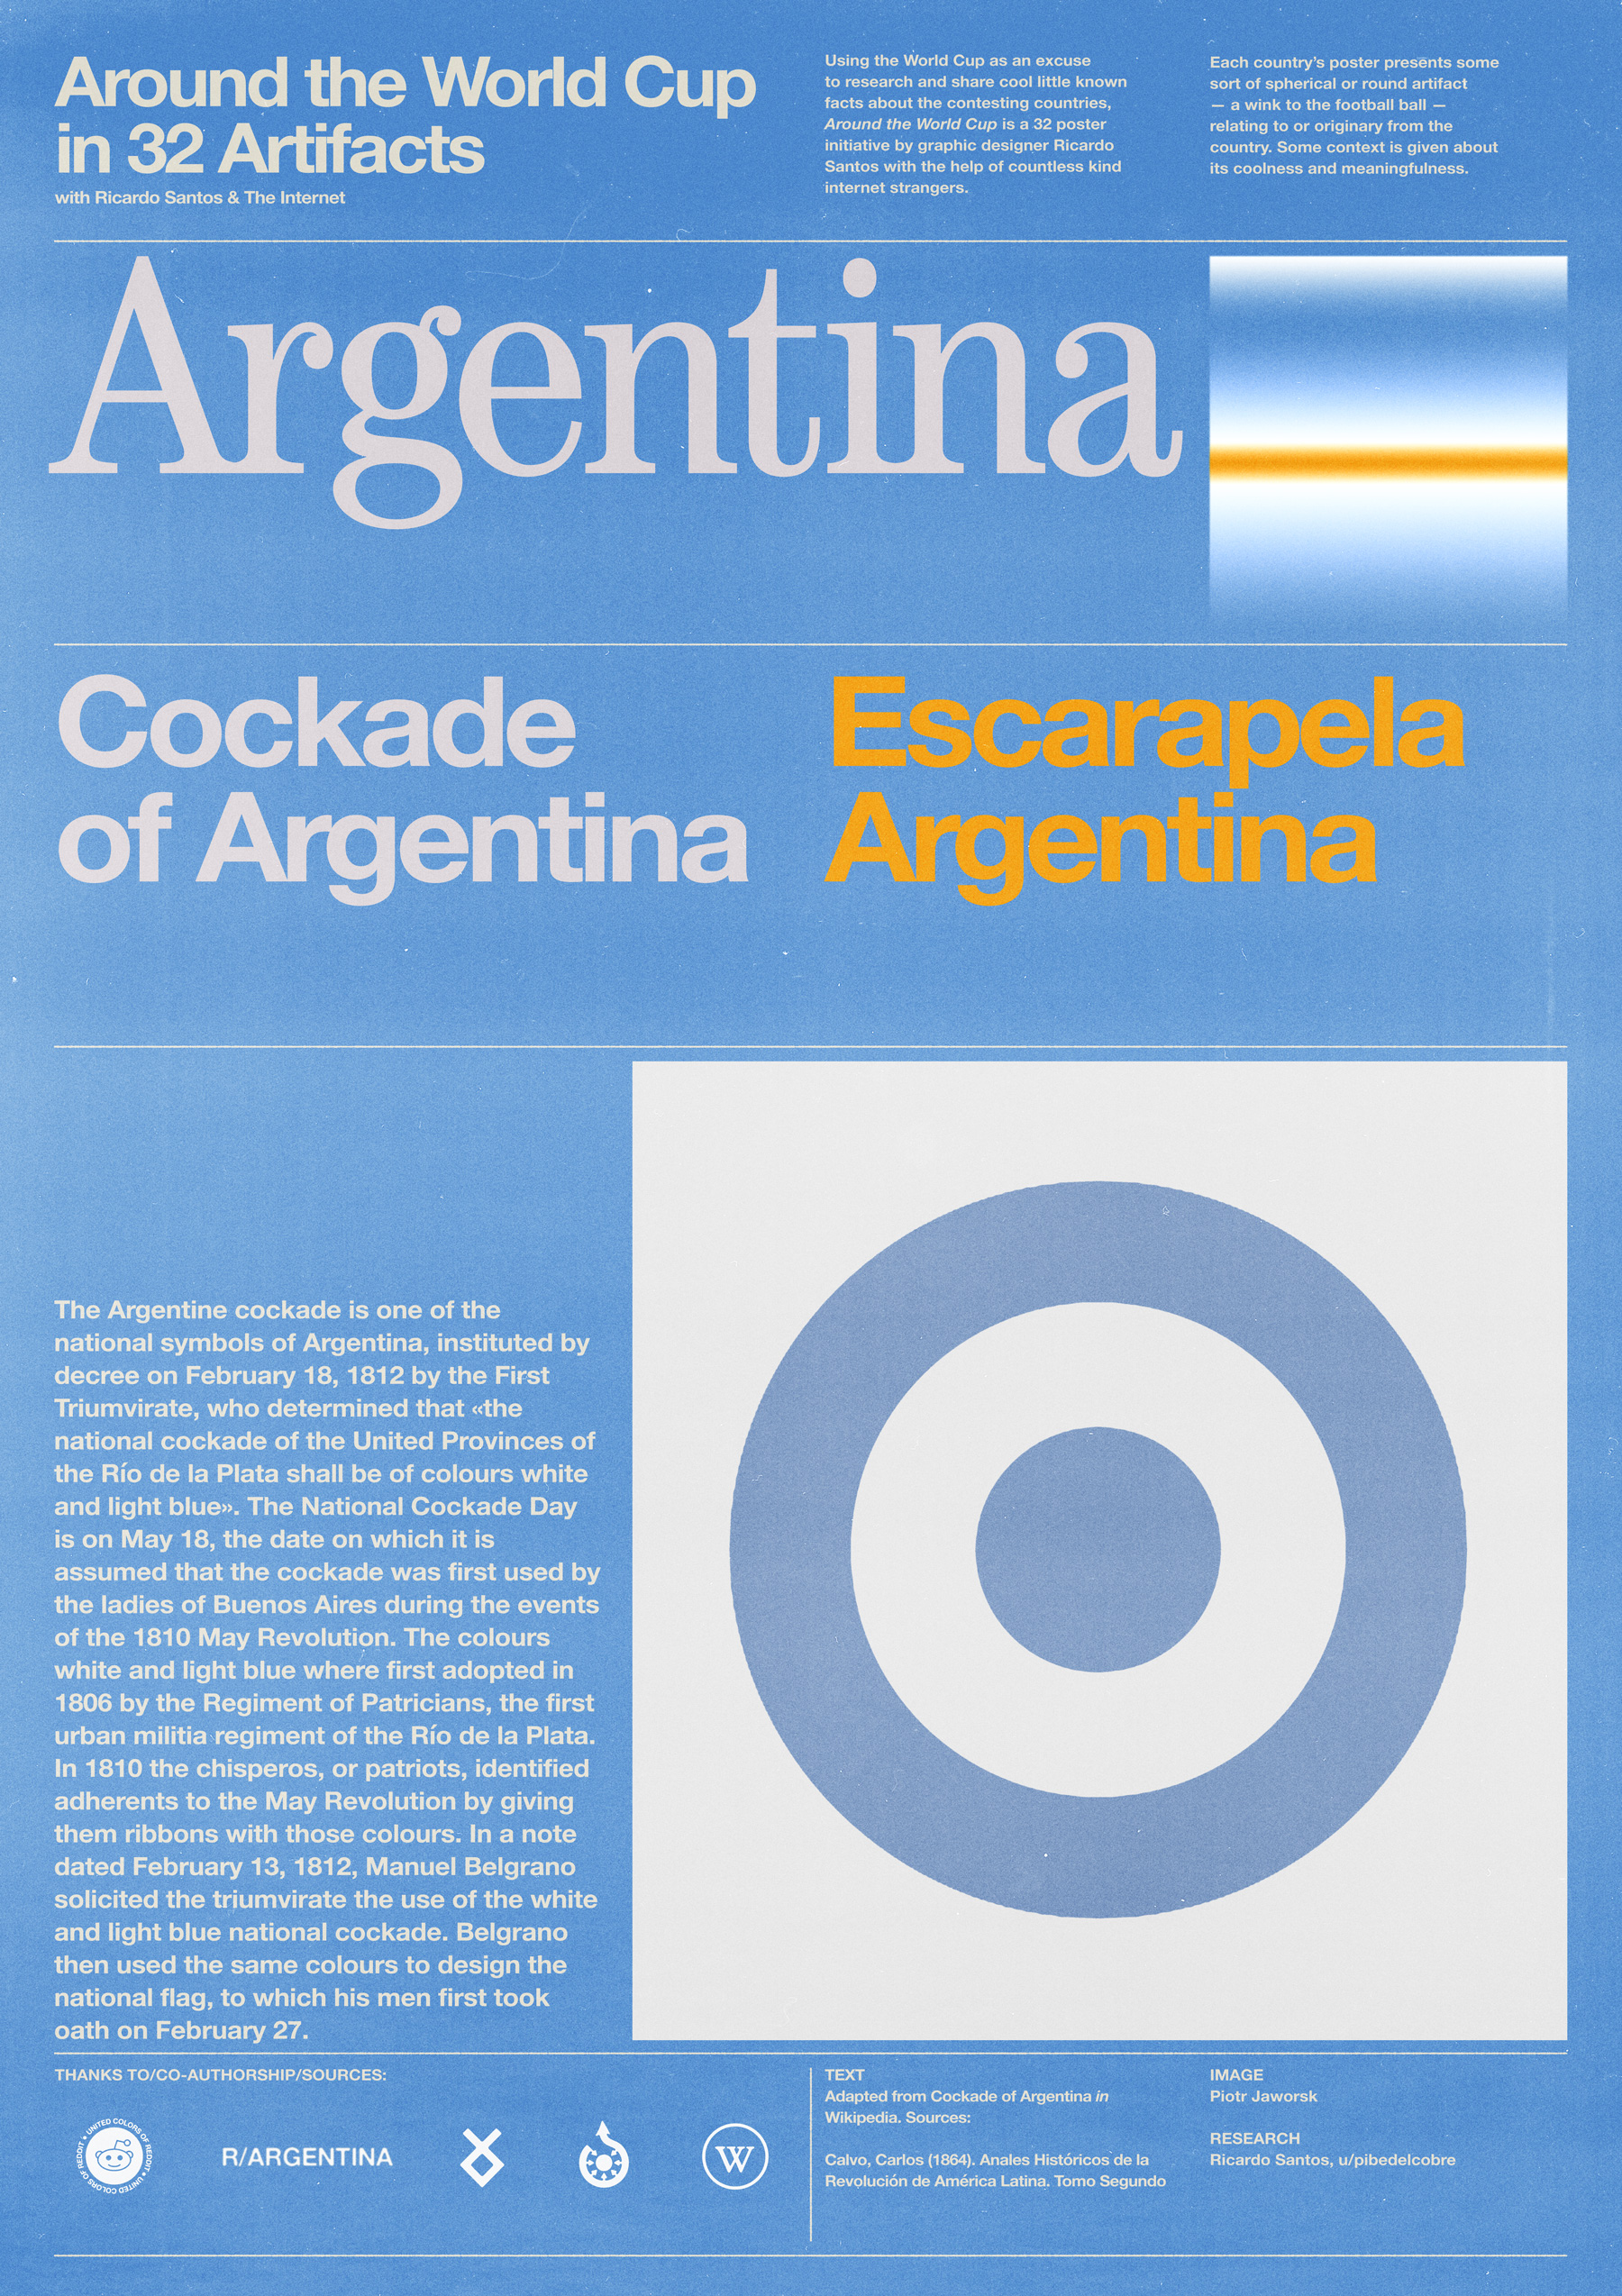 Around the World Cup
in 32 Artifacts
with Ricardo Santos & The Internet
Using the World Cup as an excuse
to research and share cool little known
facts about the contesting countries,
Around the World Cup is a 32 poster
initiative by graphic designer Ricardo
Santos with the help of countless kind
internet strangers.
Each country's poster presents some
sort of spherical or round artifact
— a wink to the football ball —
relating to or originary from the
country. Some context is given about
its coolness and meaningfulness.
Argentina
Cockade
of Argentina
Escarapela
Argentina
The Argentine cockade is one of the
national symbols of Argentina, instituted by
decree on February 18, 1812 by the First
Triumvirate, who determined that «the
national cockade of the United Provinces of
the Río de la Plata shall be of colours white
and light blue». The National Cockade Day
is on May 18, the date on which it is
assumed that the cockade was first used by
the ladies of Buenos Aires during the events
of the 1810 May Revolution. The colours
white and light blue where first adopted in
1806 by the Regiment of Patricians, the first
urban militia regiment of the Río de la Plata.
In 1810 the chisperos, or patriots, identified
adherents to the May Revolution by giving
them ribbons with those colours. In a note
dated February 13, 1812, Manuel Belgrano
solicited the triumvirate the use of the white
and light blue national cockade. Belgrano
then used the same colours to design the
national flag, to which his men first took
oath on February 27.
THANKS TO/CO-AUTHORSHIP/SOURCES:
UNITED COLORS OF REDDIT • UNITED COLORS OF REDDIT •
R/ARGENTINA
W
TEXT
Adapted from Cockade of Argentina in
Wikipedia. Sources:
Calvo, Carlos (1864). Anales Históricos de la
Revolución de América Latina. Tomo Segundo
IMAGE
Piotr Jaworsk
RESEARCH
Ricardo Santos, u/pibedelcobre